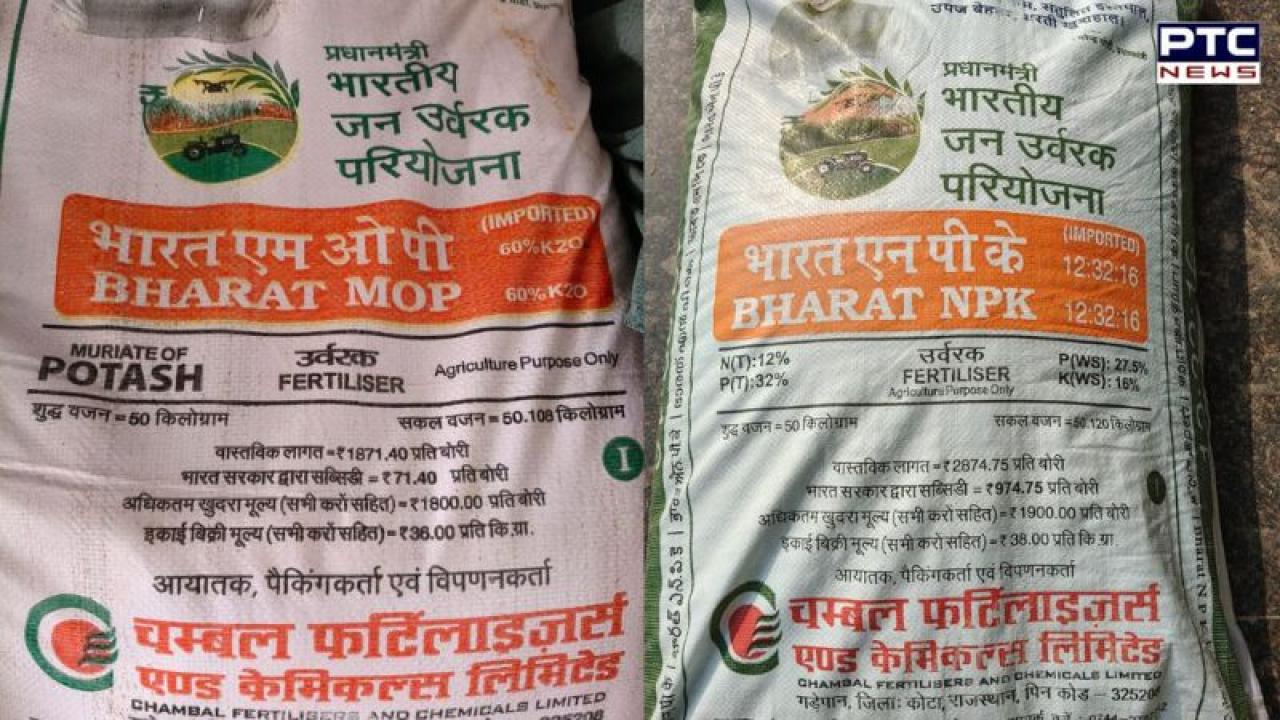 प्रधानमंत्री
भारतीय
जन उर्वरक
परियोजना
भारत एम ओ पी
(IMPORTED)
60%K2O
BHARAT MOP
60%K2O
MURIATE OF
POTASH
उर्वरक
FERTILISER
Agriculture Purpose Only
शुद्ध वजन = 50 किलोग्राम
सकल वजन = 50.108 किलोग्राम
वास्तविक लागत =₹1871.40 प्रति बोरी
भारत सरकार द्वारा सब्सिडी = ₹71.40 प्रति बोरी
अधिकतम खुदरा मूल्य (सभी करों सहित)=₹1800.00 प्रति बोरी
इकाई बिक्री मूल्य (सभी करों सहित)=₹36.00 प्रति कि.ग्रा.
I
आयातक, पैकिंगकर्ता एवं विपणनकर्ता
चम्बल फर्टिलाइज़र्स
एण्ड केमिकल्स लिमिटेड
CHAMBAL FERTILISERS AND CHEMICALS LIMITED
325208
PTC
NEWS
संतुलित
उपज
प्रधानमंत्री
भारतीय
जन उर्वरक
परियोजना
भारत एन पी के
(IMPORTED)
12:32:16
BHARAT NPK
12:32:16
N(T):12%
P(T):32%
उर्वरक
FERTILISER
Agriculture Purpose Only
P(WS): 27.5%
K(WS): 16%
शुद्ध वजन = 50 किलोग्राम
सकल वजन = 50.120 किलोग्राम
वास्तविक लागत = ₹2874.75 प्रति बोरी
भारत सरकार द्वारा सब्सिडी = ₹974.75 प्रति बोरी
अधिकतम खुदरा मूल्य (सभी करों सहित)=₹1900.00 प्रति बोरी
इकाई बिक्री मूल्य (सभी करों सहित)=₹38.00 प्रति कि.ग्रा
आयातक, पैकिंगकर्ता एवं विपणनकर्ता
चम्बल फर्टिलाइज़र्स
एण्ड केमिकल्स लिमिटेड
CHAMBAL FERTILISERS AND CHEMICALS LIMITED
गड़ेपान, जिला: कोटा, राजस्थान, पिन कोड – 325208